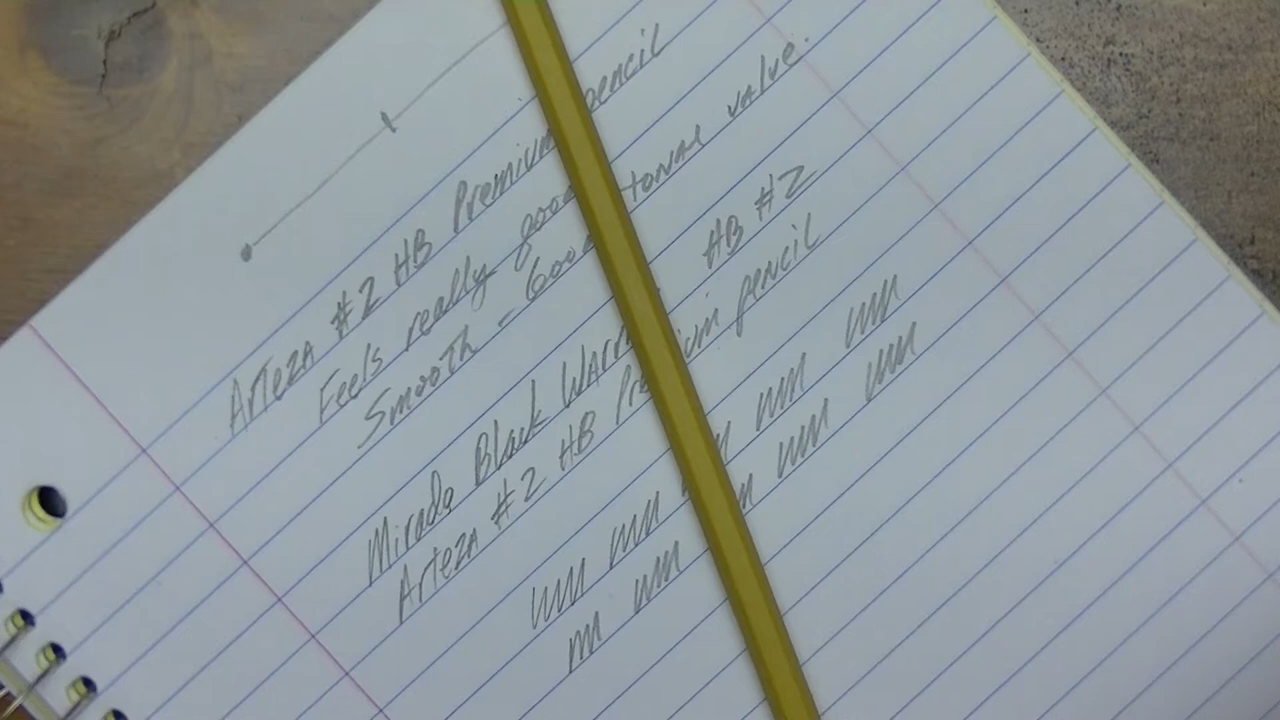 Arteza #2 HB Premium pencil
Feels really good tonal value.
Smooth - Good
Mirado Black Warr HB #2
Arteza #2 HB Premium pencil